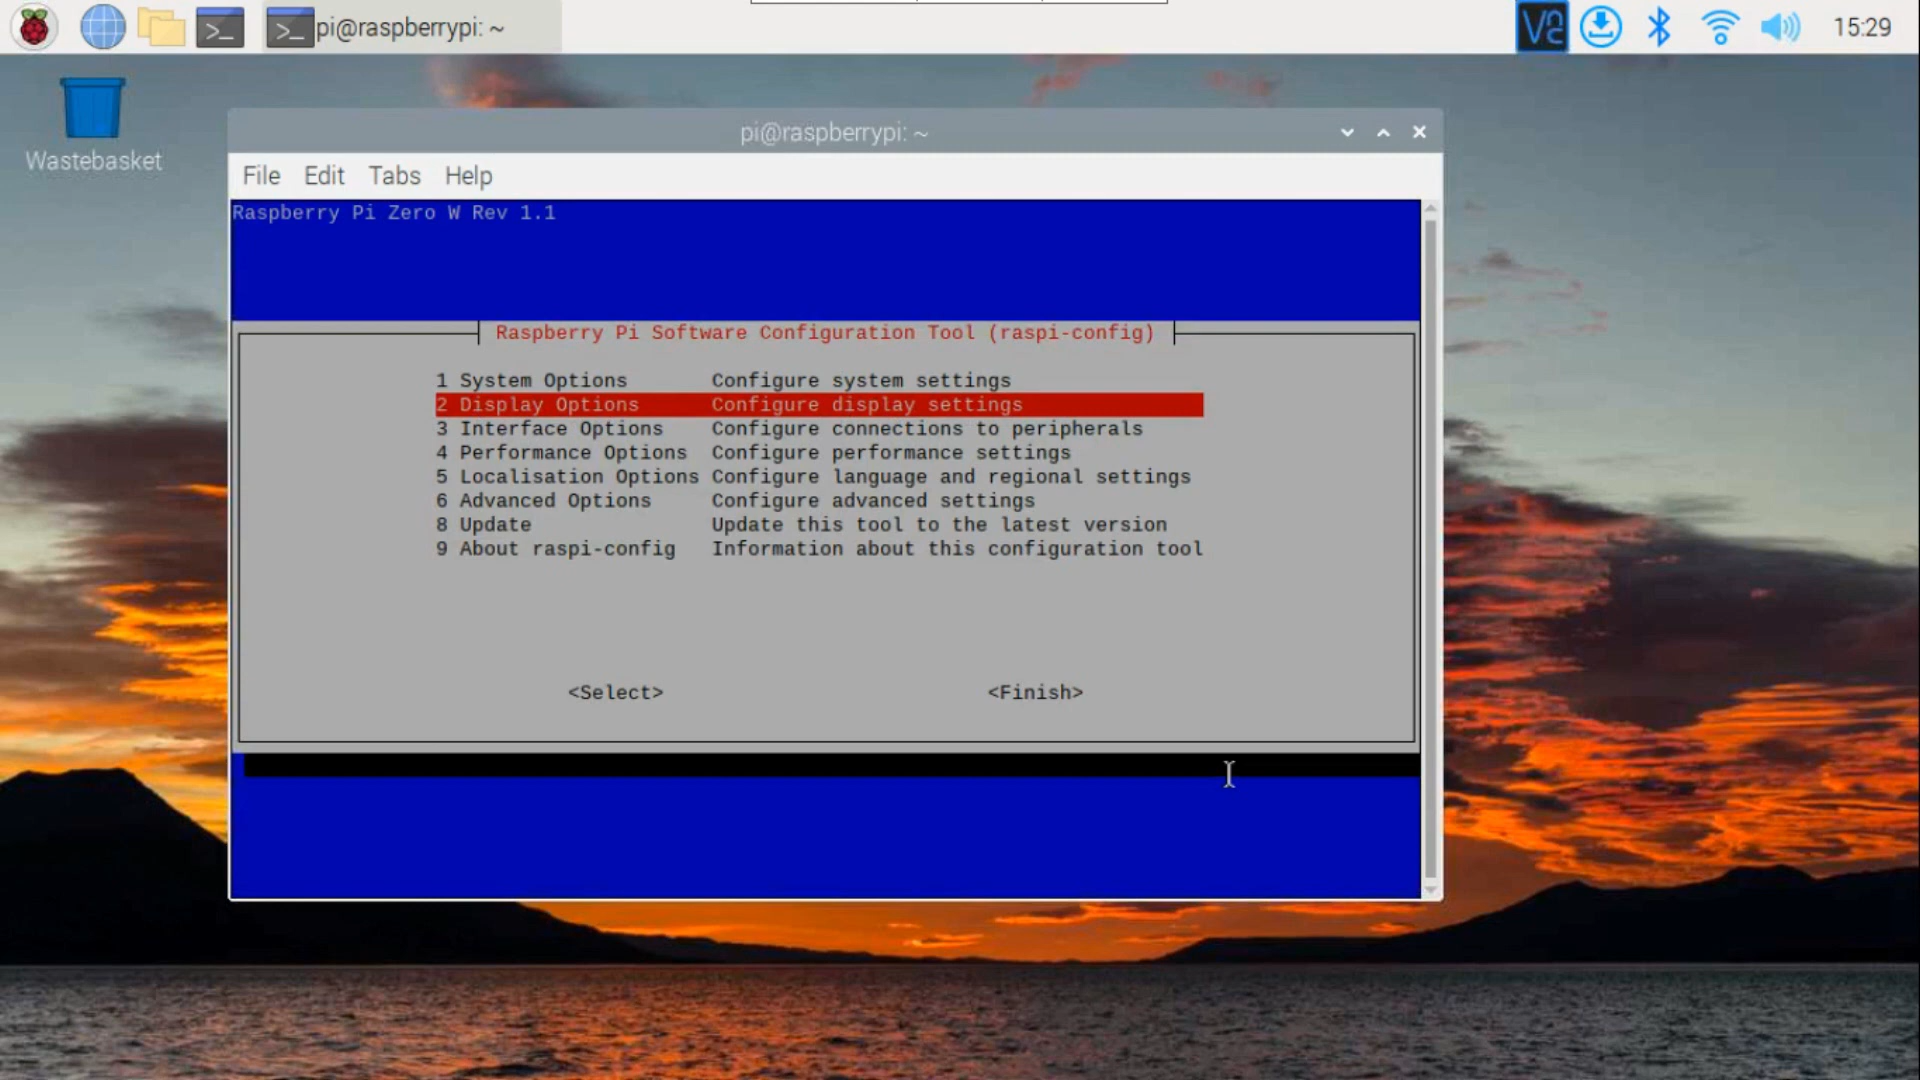 pi@raspberrypi: ~
15:29
Wastebasket
pi@raspberrypi: ~
File Edit Tabs Help
Raspberry Pi Zero W Rev 1.1
Raspberry Pi Software Configuration Tool (raspi-config)
1 System Options Configure system settings
2 Display Options Configure display settings
3 Interface Options Configure connections to peripherals
4 Performance Options Configure performance settings
5 Localisation Options Configure language and regional settings
6 Advanced Options Configure advanced settings
8 Update Update this tool to the latest version
9 About raspi-config Information about this configuration tool
<Select> <Finish>